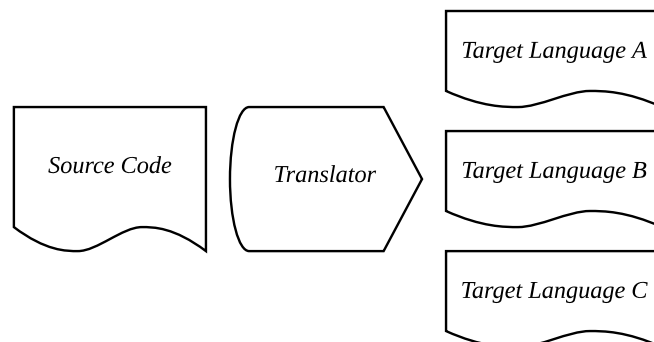 Source Code
Translator
Target Language A
Target Language B
Target Language C